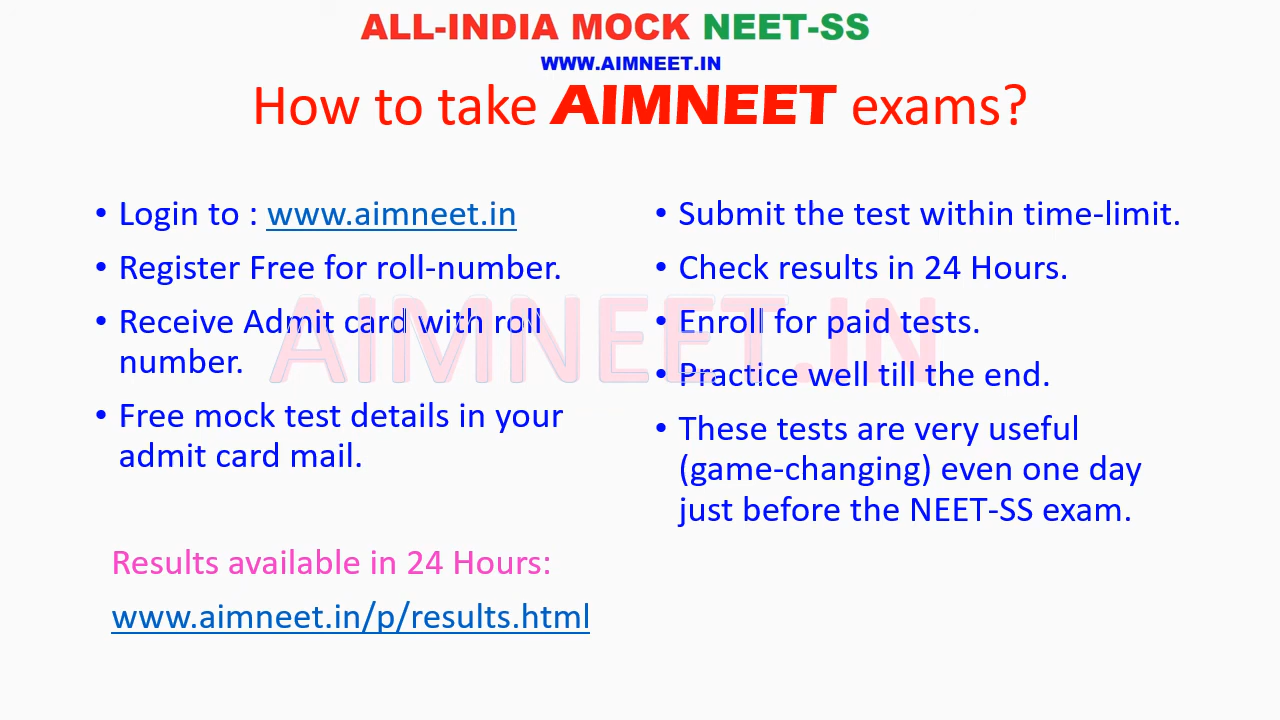 ALL-INDIA MOCK NEET-SS
WWW.AIMNEET.IN
How to take AIMNEET exams?
• Login to : www.aimneet.in
• Register Free for roll-number.
• Receive Admit card with roll
number.
• Free mock test details in your
admit card mail.
Results available in 24 Hours:
www.aimneet.in/p/results.html
• Submit the test within time-limit.
• Check results in 24 Hours.
• Enroll for paid tests.
• Practice well till the end.
• These tests are very useful
(game-changing) even one day
just before the NEET-SS exam.
AIMNEET.IN